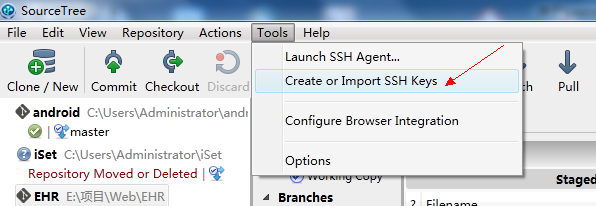 SourceTree
File Edit View Repository Actions Tools Help
Clone / New Commit Checkout Discard Pull
Launch SSH Agent...
Create or Import SSH Keys
Configure Browser Integration
Options
android C:\Users\Administrator\andr
master
iSet C:\Users\Administrator\iSet
Repository Moved or Deleted |
EHR E:\项目\Web\EHR
Working Copy
Branches
Staged
Filename